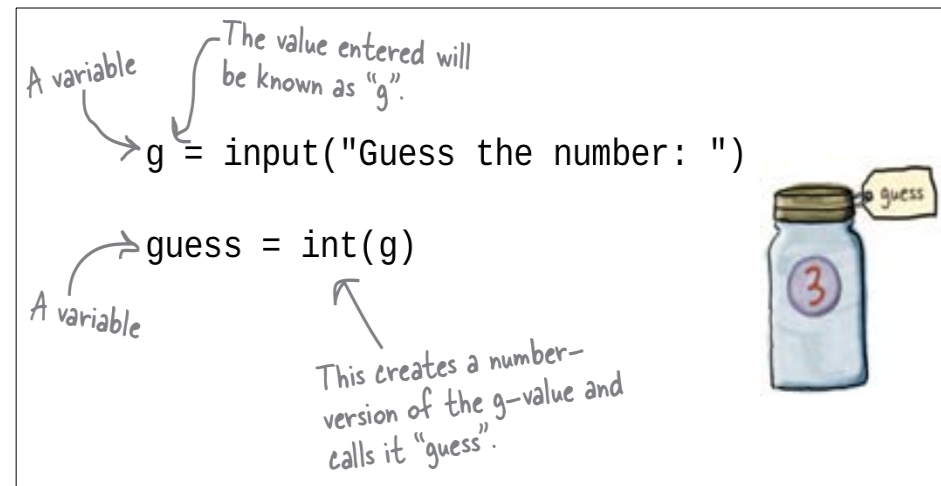 A variable
The value entered will
be known as “g”.
g = input("Guess the number: ")
guess
guess = int(g)
3
A variable
This creates a number-
version of the g-value and
calls it “guess”.